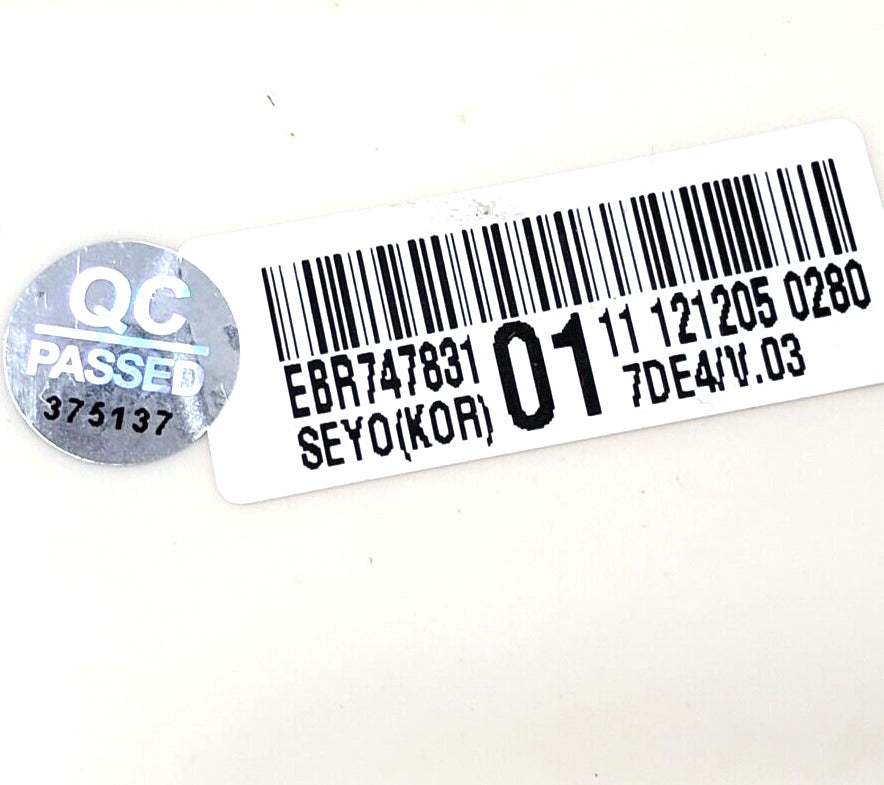 QC
PASSED
375137
EBR747831 01 11 121205 0280
SEYO(KOR) 7DE4/V.03